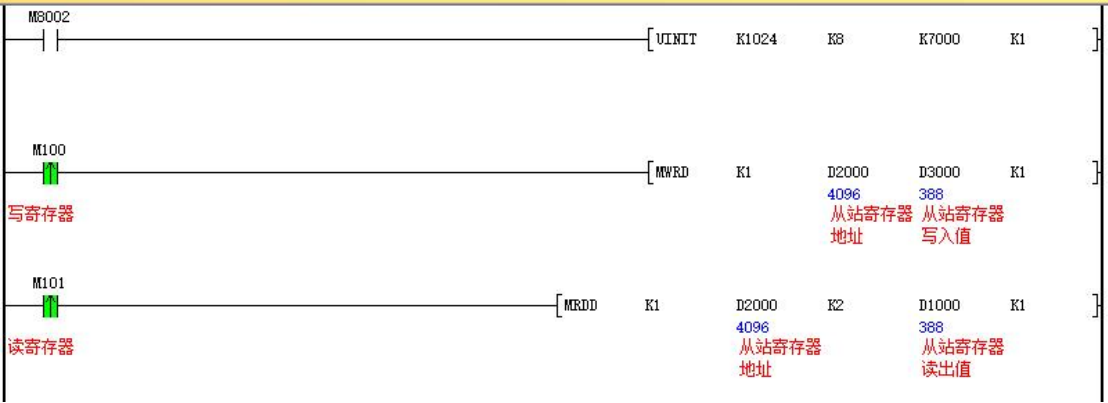 M8002
UINIT K1024 K8 K7000 K1
M100
MWRD K1 D2000 D3000 K1
4096 388
写寄存器 从站寄存器 从站寄存器
地址 写入值
M101
MRDD K1 D2000 K2 D1000 K1
4096 388
读寄存器 从站寄存器 从站寄存器
地址 读出值